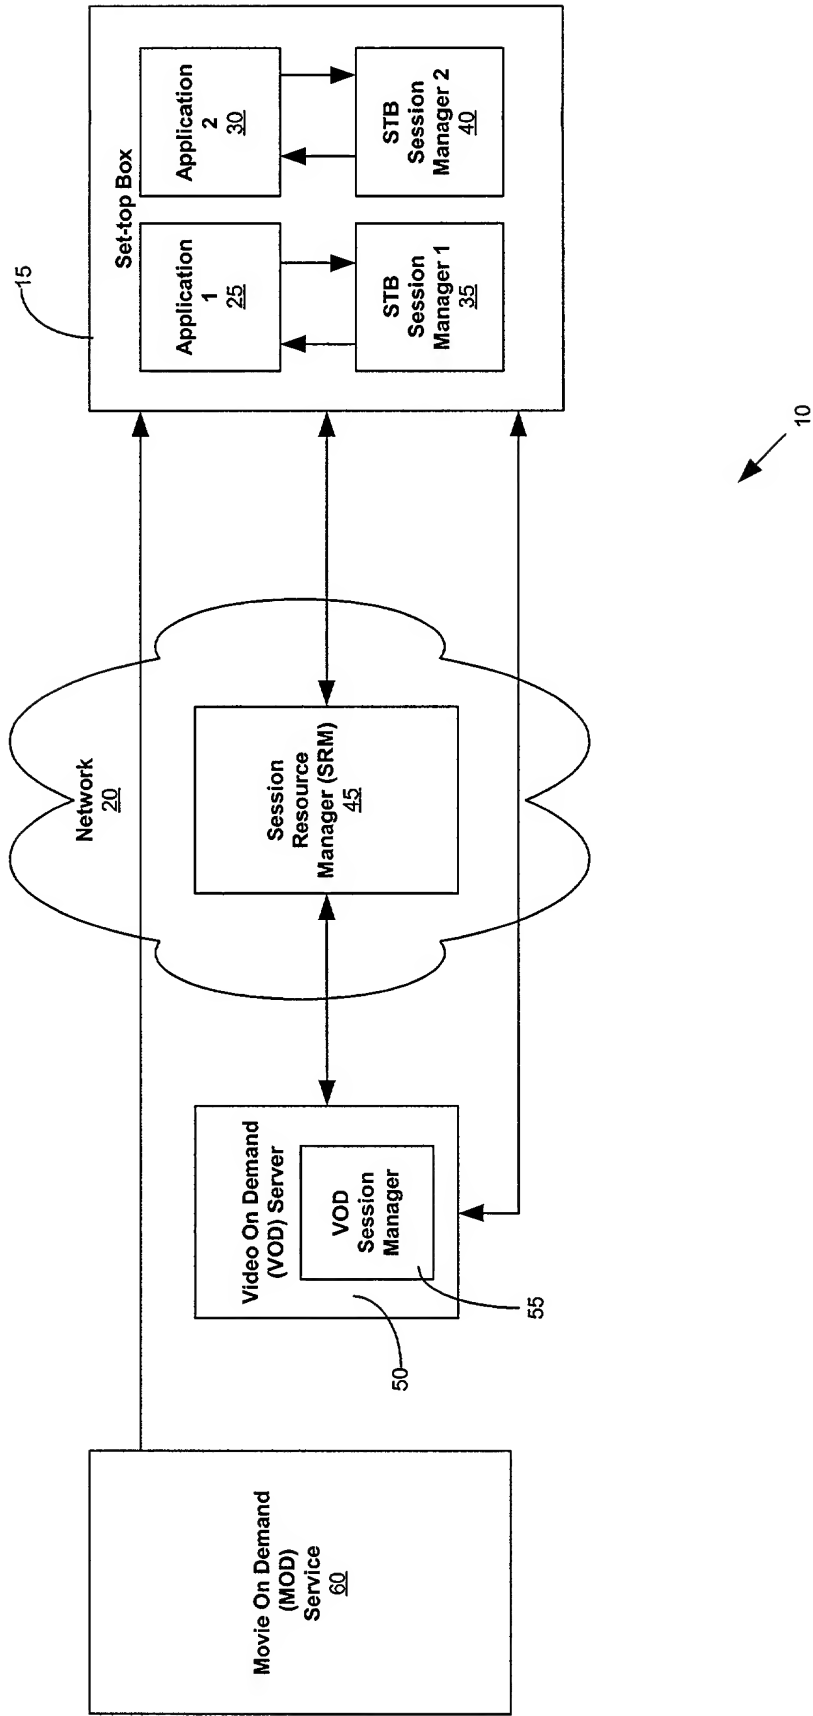 Movie On Demand
(MOD)
Service
60
Video On Demand
(VOD) Server
VOD
Session
Manager
50
55
Network
20
Session
Resource
Manager (SRM)
45
15
Set-top Box
Application
1
25
Application
2
30
STB
Session
Manager 1
35
STB
Session
Manager 2
40
10